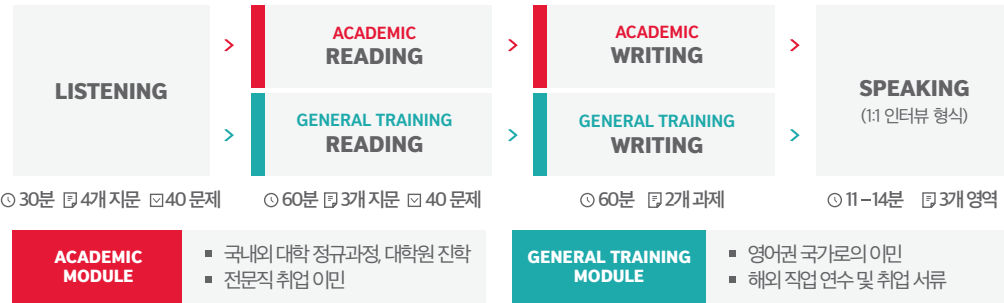 LISTENING
30분 4개 지문 40 문제
ACADEMIC
READING
GENERAL TRAINING
READING
60분 3개 지문 40 문제
ACADEMIC
WRITING
GENERAL TRAINING
WRITING
60분 2개 과제
SPEAKING
(1:1 인터뷰 형식)
11 – 14분 3개 영역
ACADEMIC
MODULE
▪ 국내외 대학 정규과정, 대학원 진학
▪ 전문직 취업 이민
GENERAL TRAINING
MODULE
▪ 영어권 국가로의 이민
▪ 해외 직업 연수 및 취업 서류